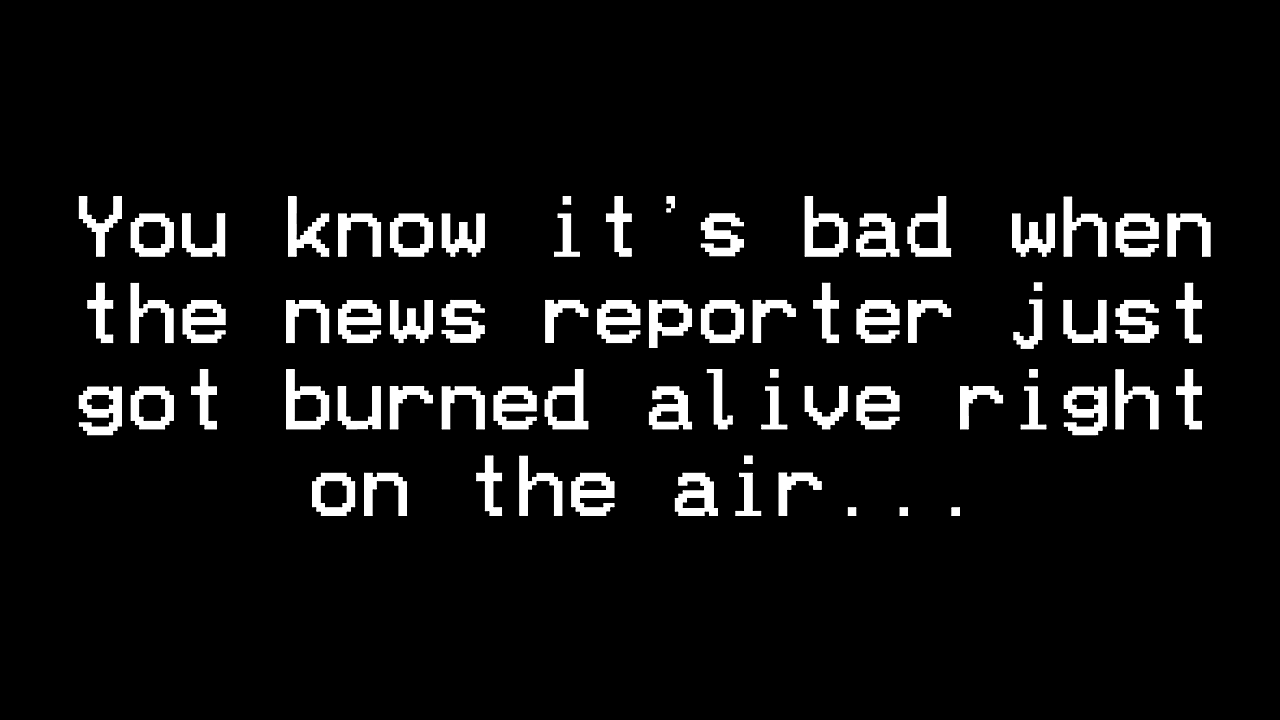 You know it's bad when
the news reporter just
got burned alive right
on the air...